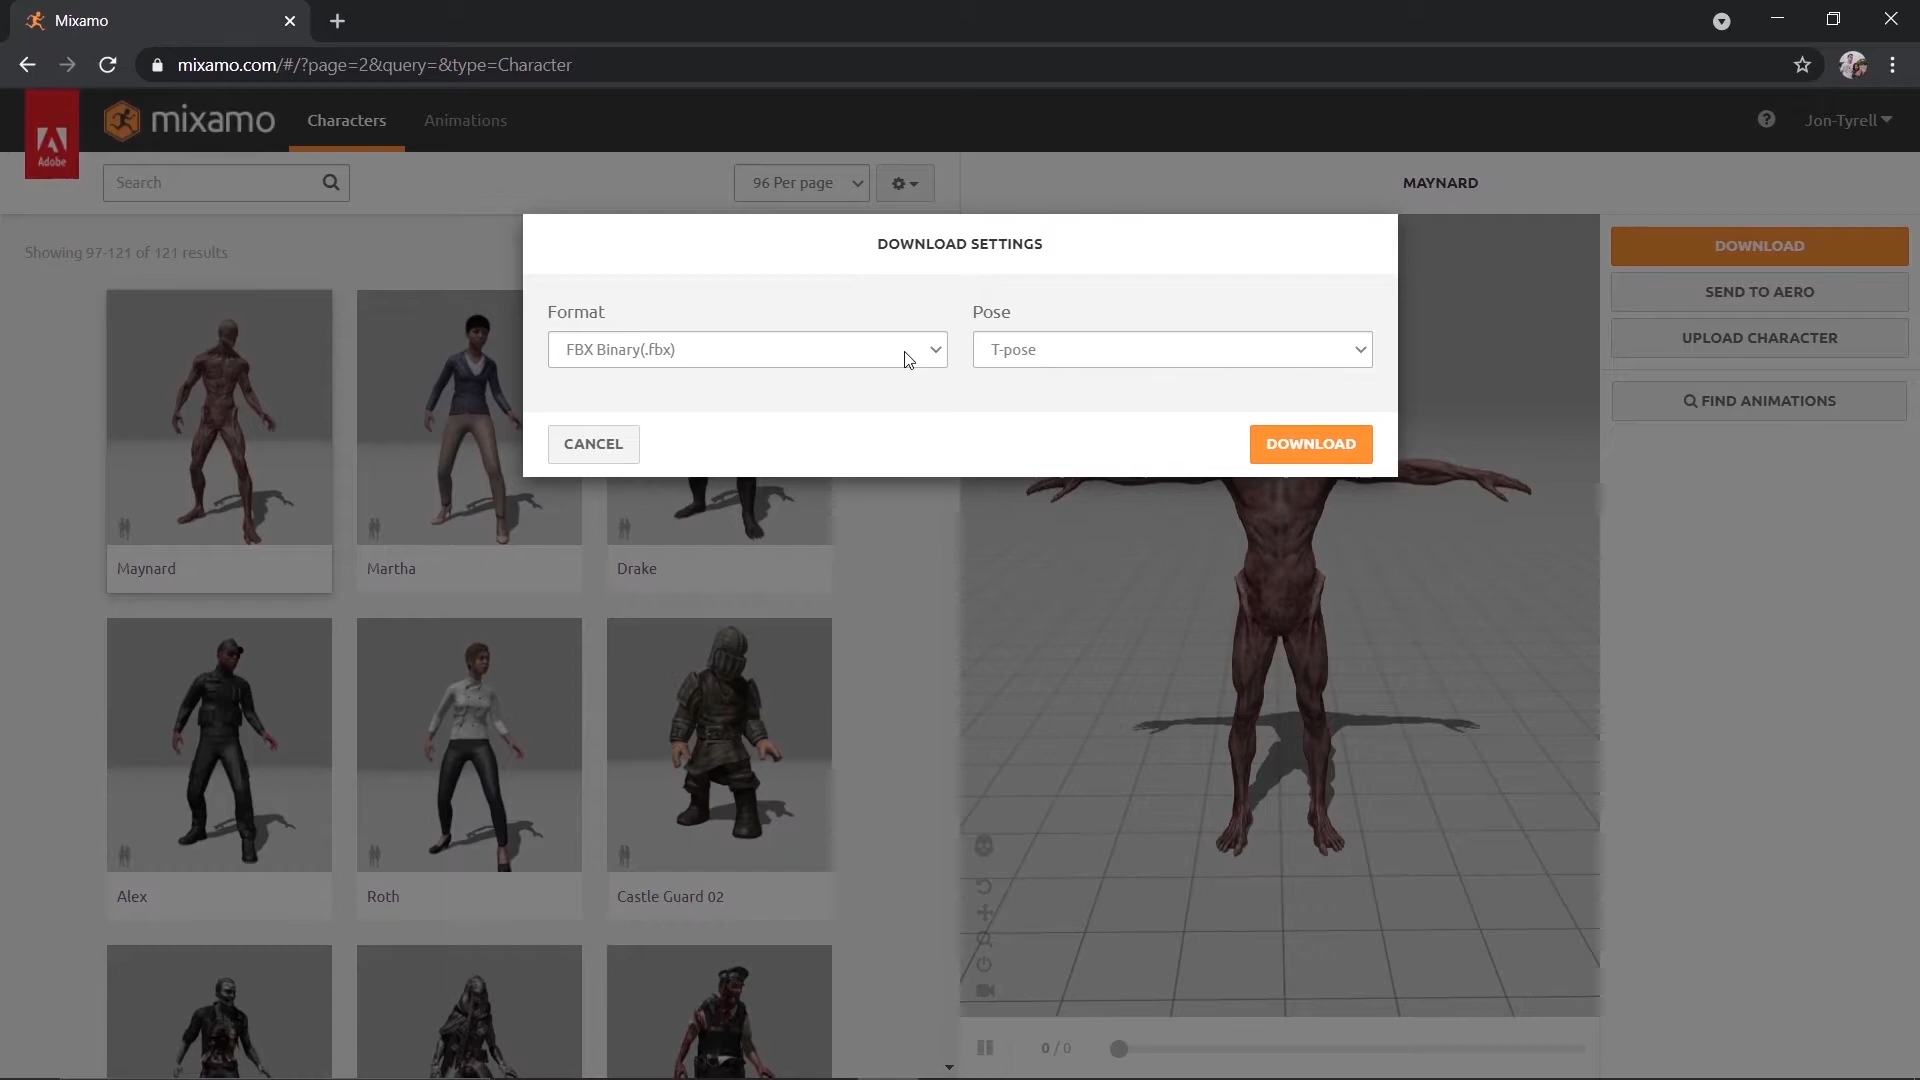 Mixamo
mixamo.com/#/?page=2&query=&type=Character
Adobe
mixamo
Characters
Animations
Jon-Tyrell
Search
96 Per page
MAYNARD
Showing 97-121 of 121 results
DOWNLOAD SETTINGS
Format
Pose
FBX Binary(.fbx)
T-pose
CANCEL
DOWNLOAD
DOWNLOAD
SEND TO AERO
UPLOAD CHARACTER
FIND ANIMATIONS
Maynard
Martha
Drake
Alex
Roth
Castle Guard 02
0 / 0